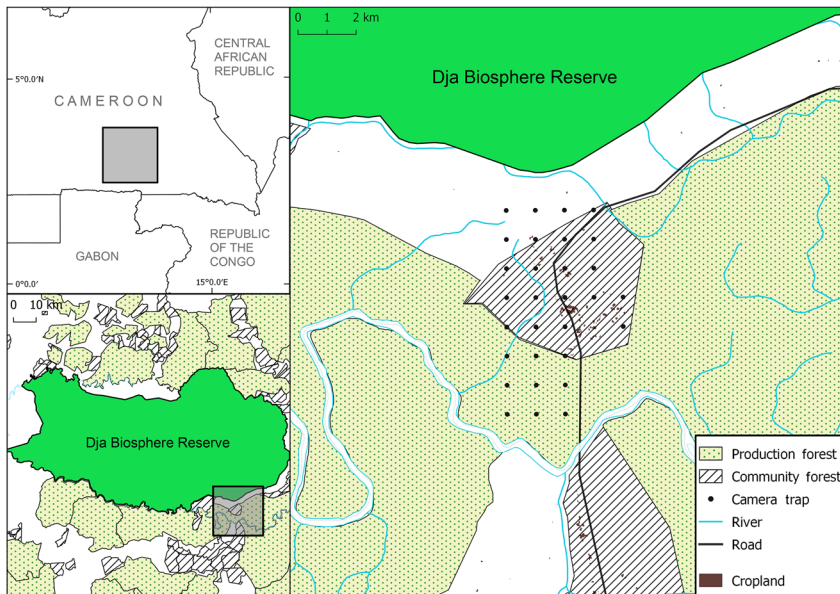 CENTRAL
AFRICAN
REPUBLIC
5°0.0'N
CAMEROON
REPUBLIC
OF THE
CONGO
GABON
0°0.0'
15°0.0'E
0 10 km
Dja Biosphere Reserve
0 1 2 km
Dja Biosphere Reserve
Production forest
Community forest
Camera trap
River
Road
Cropland